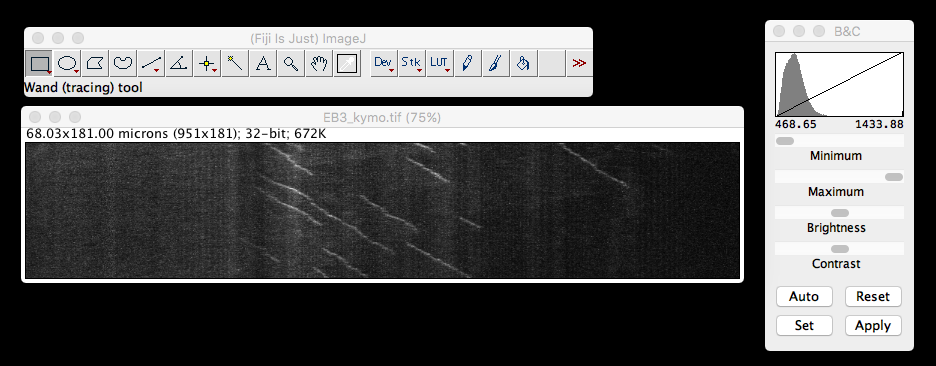 (Fiji Is Just) ImageJ
Dev Stk LUT >>
Wand (tracing) tool
EB3_kymo.tif (75%)
68.03x181.00 microns (951x181); 32-bit; 672K
B&C
468.65 1433.88
Minimum
Maximum
Brightness
Contrast
Auto Reset
Set Apply